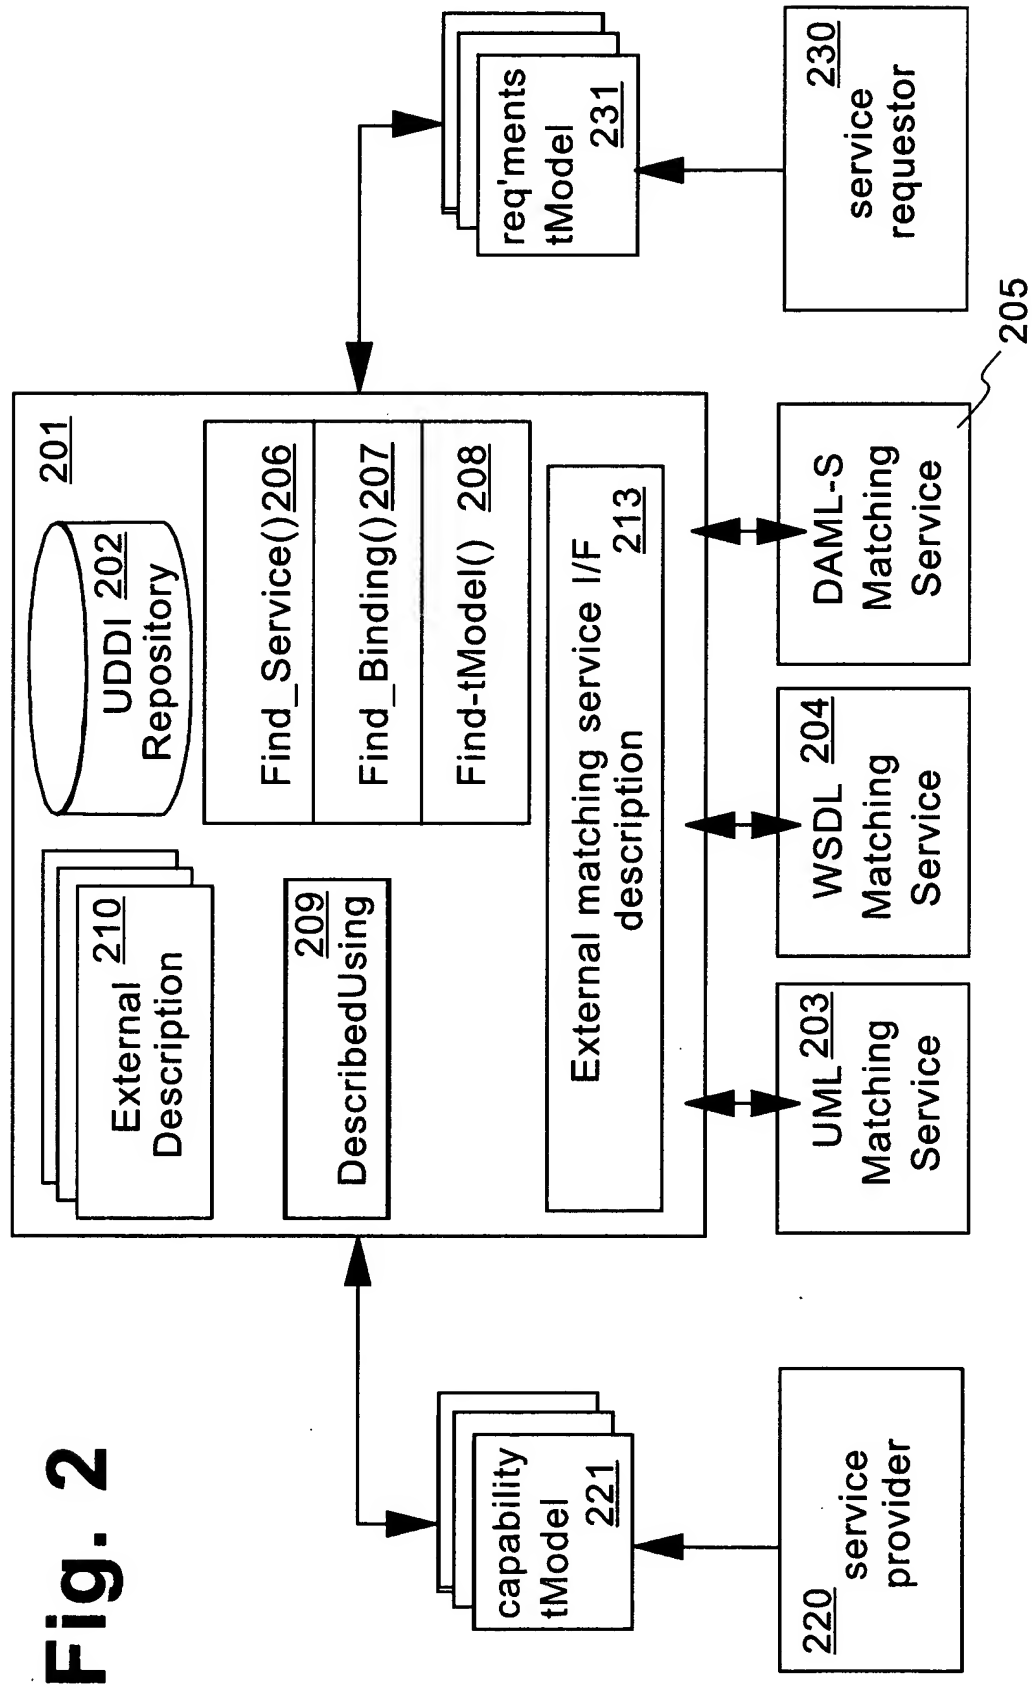 Fig. 2
201
UDDI 202
Repository
210
External
Description
Find_Service()206
Find_Binding()207
Find-tModel() 208
209
DescribedUsing
External matching service I/F
description
213
capability
tModel
221
req'ments
tModel
231
220
service
provider
UML 203
Matching
Service
WSDL 204
Matching
Service
DAML-S
Matching
Service
205
230
service
requestor